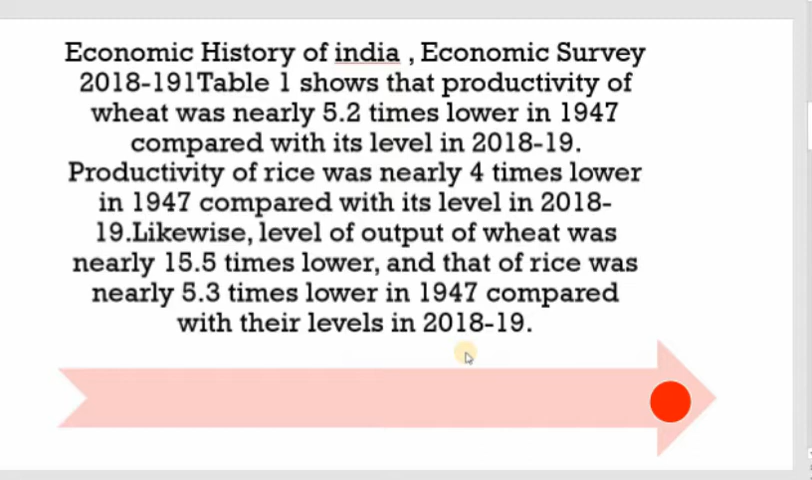 Economic History of india , Economic Survey
2018-191Table 1 shows that productivity of
wheat was nearly 5.2 times lower in 1947
compared with its level in 2018-19.
Productivity of rice was nearly 4 times lower
in 1947 compared with its level in 2018-
19.Likewise, level of output of wheat was
nearly 15.5 times lower, and that of rice was
nearly 5.3 times lower in 1947 compared
with their levels in 2018-19.